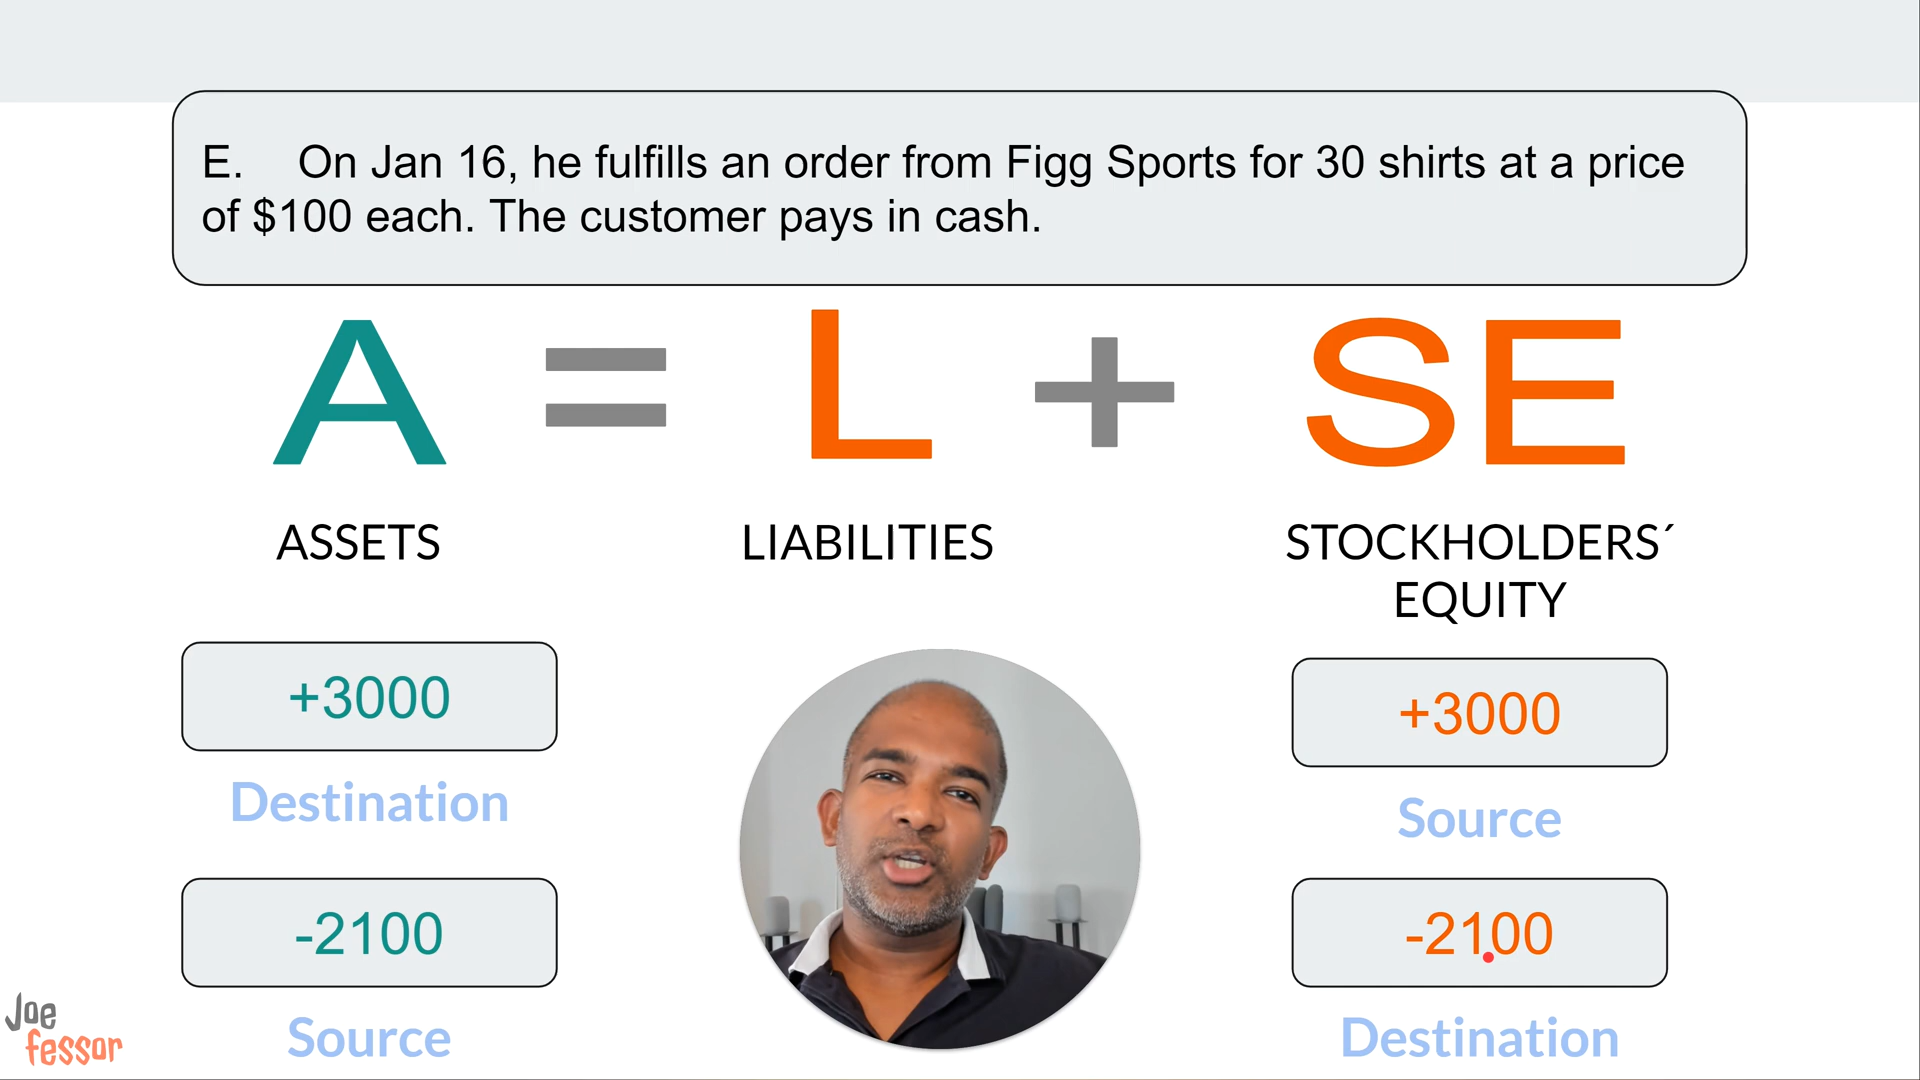 E. On Jan 16, he fulfills an order from Figg Sports for 30 shirts at a price
of $100 each. The customer pays in cash.
A = L + SE
ASSETS
LIABILITIES
STOCKHOLDERS´
EQUITY
+3000
Destination
-2100
Source
+3000
Source
-2100
Destination
Joe
fessor